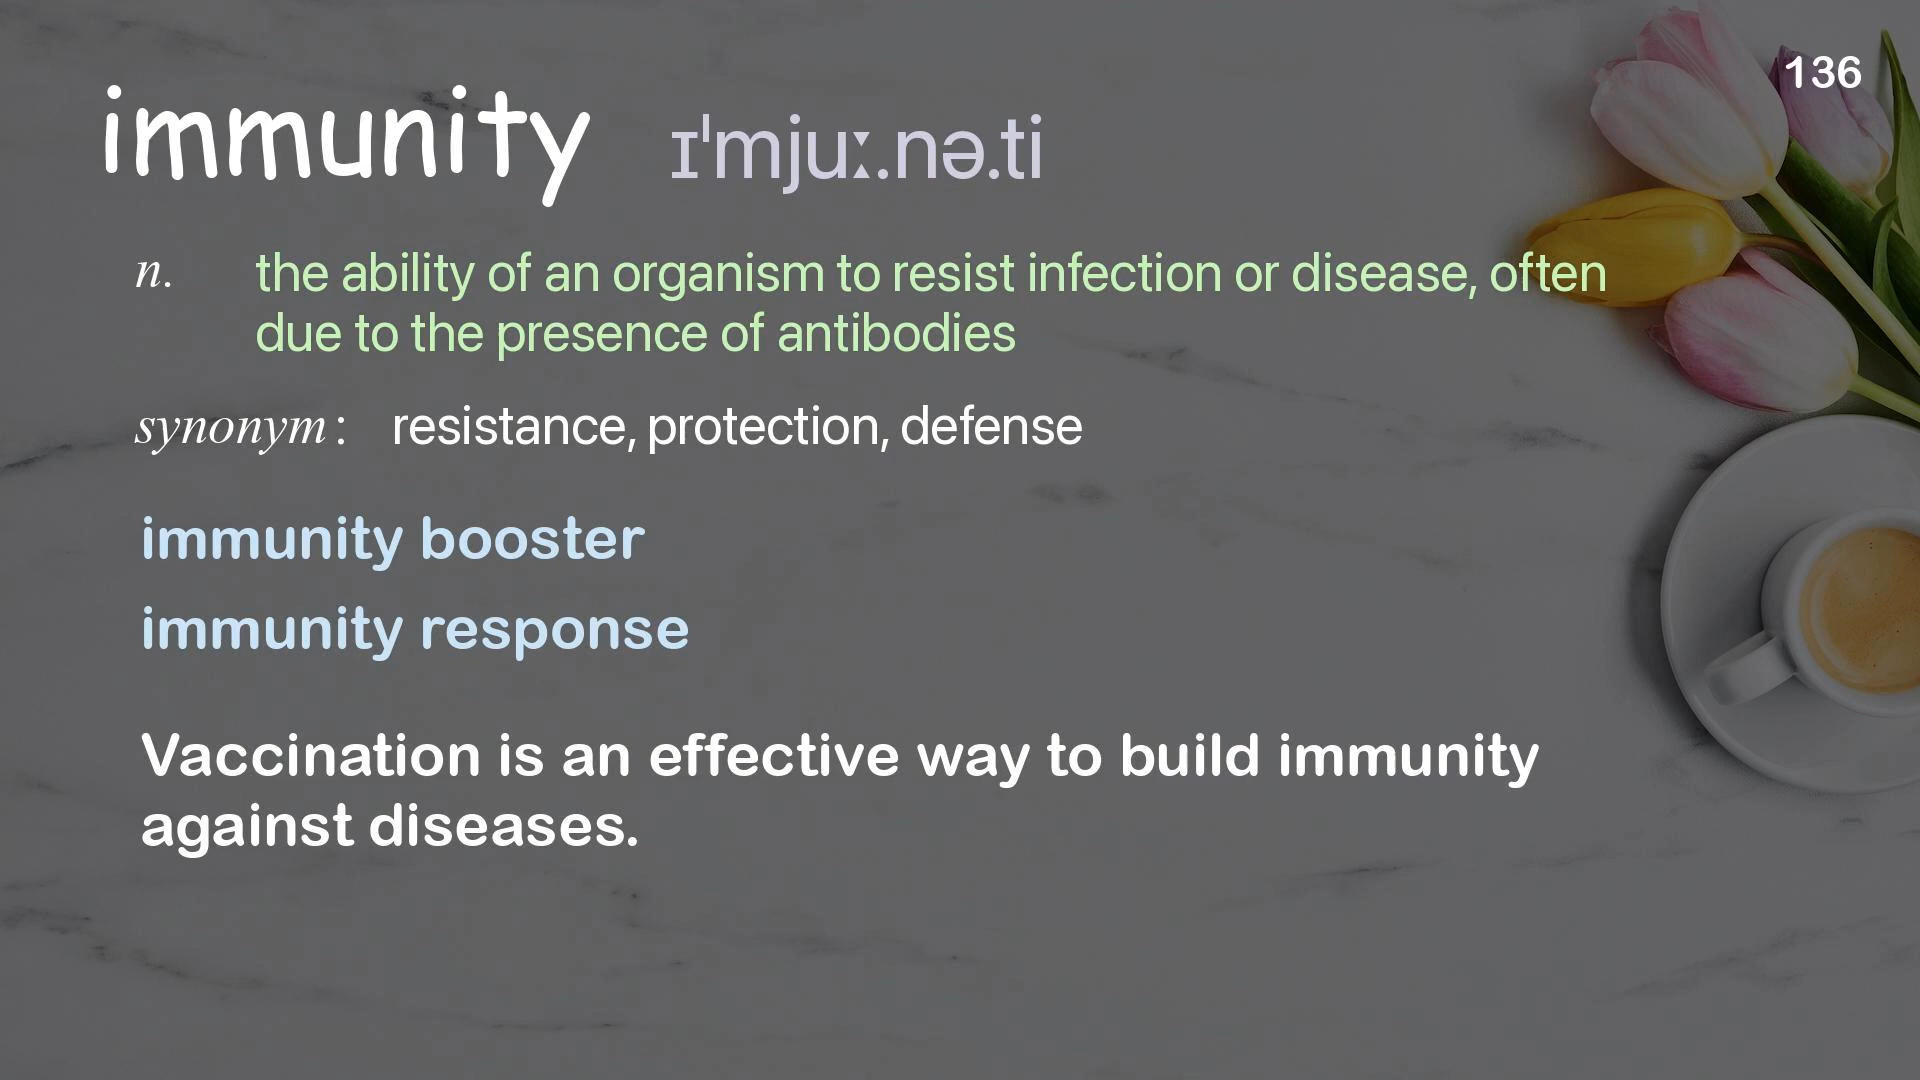 136
immunity ɪˈmjuː.nə.ti
n. the ability of an organism to resist infection or disease, often
due to the presence of antibodies
synonym: resistance, protection, defense
immunity booster
immunity response
Vaccination is an effective way to build immunity
against diseases.